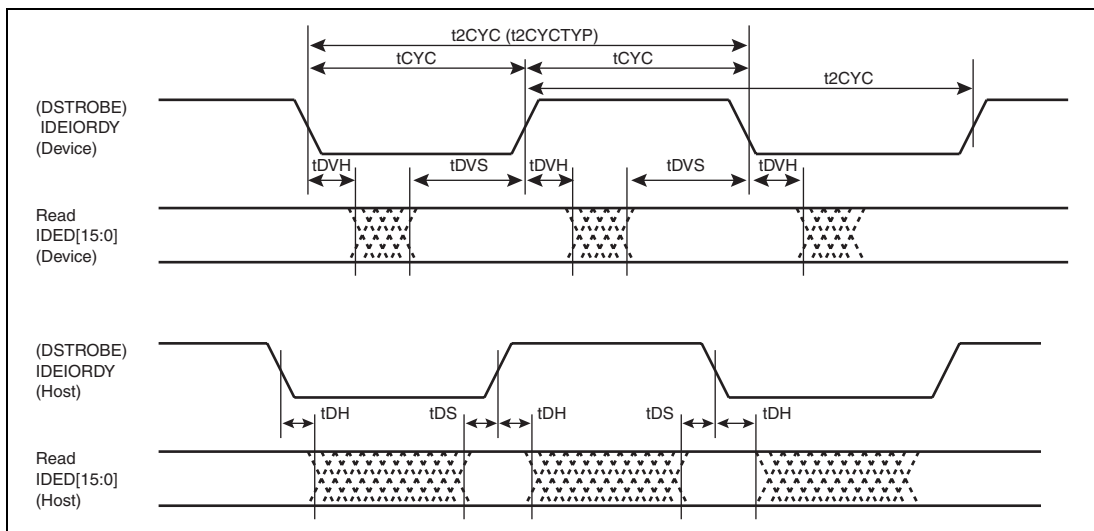 t2CYC (t2CYCTYP)
tCYC
tCYC
t2CYC
(DSTROBE)
IDEIORDY
(Device)
tDVH
tDVS
tDVH
tDVS
tDVH
Read
IDED[15:0]
(Device)
(DSTROBE)
IDEIORDY
(Host)
tDH
tDS
tDH
tDS
tDH
Read
IDED[15:0]
(Host)